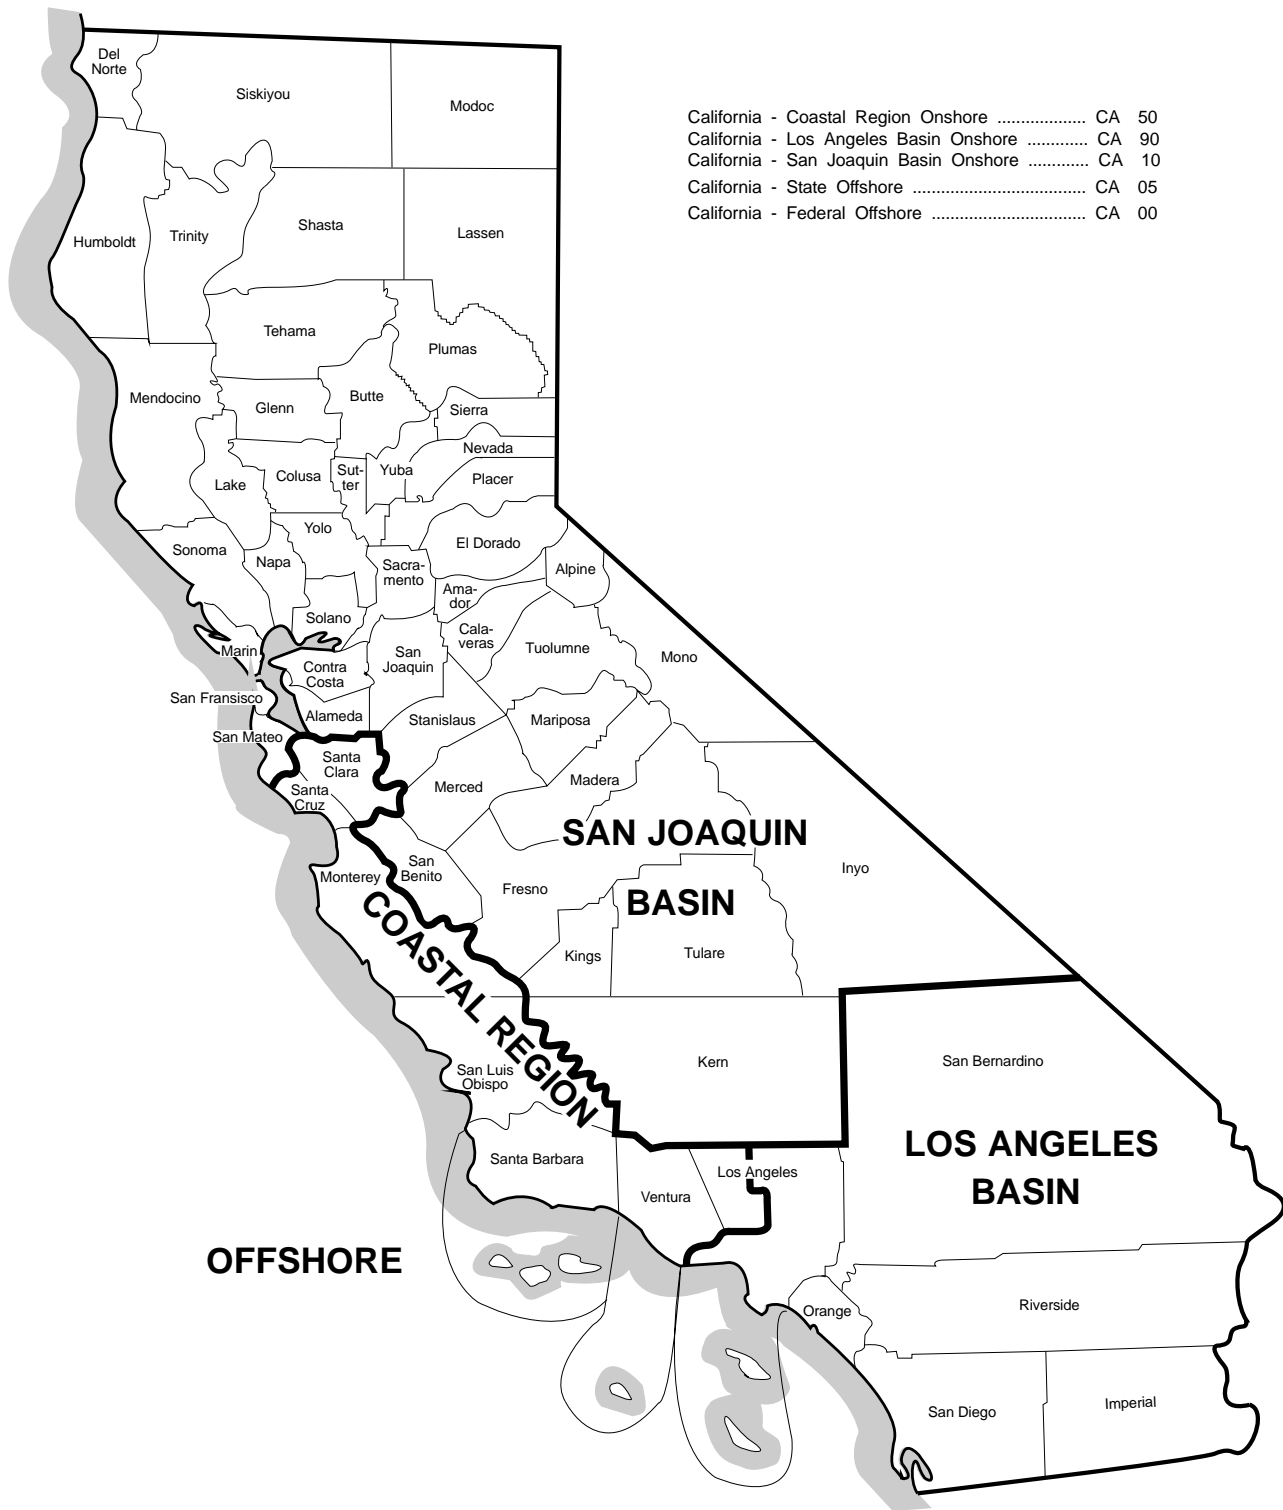 Del
Norte
Siskiyou
Modoc
California - Coastal Region Onshore ................... CA 50
California - Los Angeles Basin Onshore ............. CA 90
California - San Joaquin Basin Onshore ............. CA 10
California - State Offshore ..................................... CA 05
California - Federal Offshore ................................. CA 00
Humboldt
Trinity
Shasta
Lassen
Tehama
Plumas
Mendocino
Glenn
Butte
Sierra
Nevada
Lake
Colusa
Sut-
ter
Yuba
Placer
Yolo
Sonoma
Napa
El Dorado
Sacra-
mento
Alpine
Ama-
dor
Solano
Cala-
veras
Marin
Contra
Costa
San
Joaquin
Tuolumne
Mono
San Fransisco
Alameda
Stanislaus
Mariposa
San Mateo
Santa
Clara
Santa
Cruz
Merced
Madera
SAN JOAQUIN
BASIN
Monterey
San
Benito
Fresno
Inyo
Kings
Tulare
COASTAL REGION
San Luis
Obispo
Kern
San Bernardino
LOS ANGELES
BASIN
Santa Barbara
Ventura
Los Angeles
OFFSHORE
Orange
Riverside
San Diego
Imperial